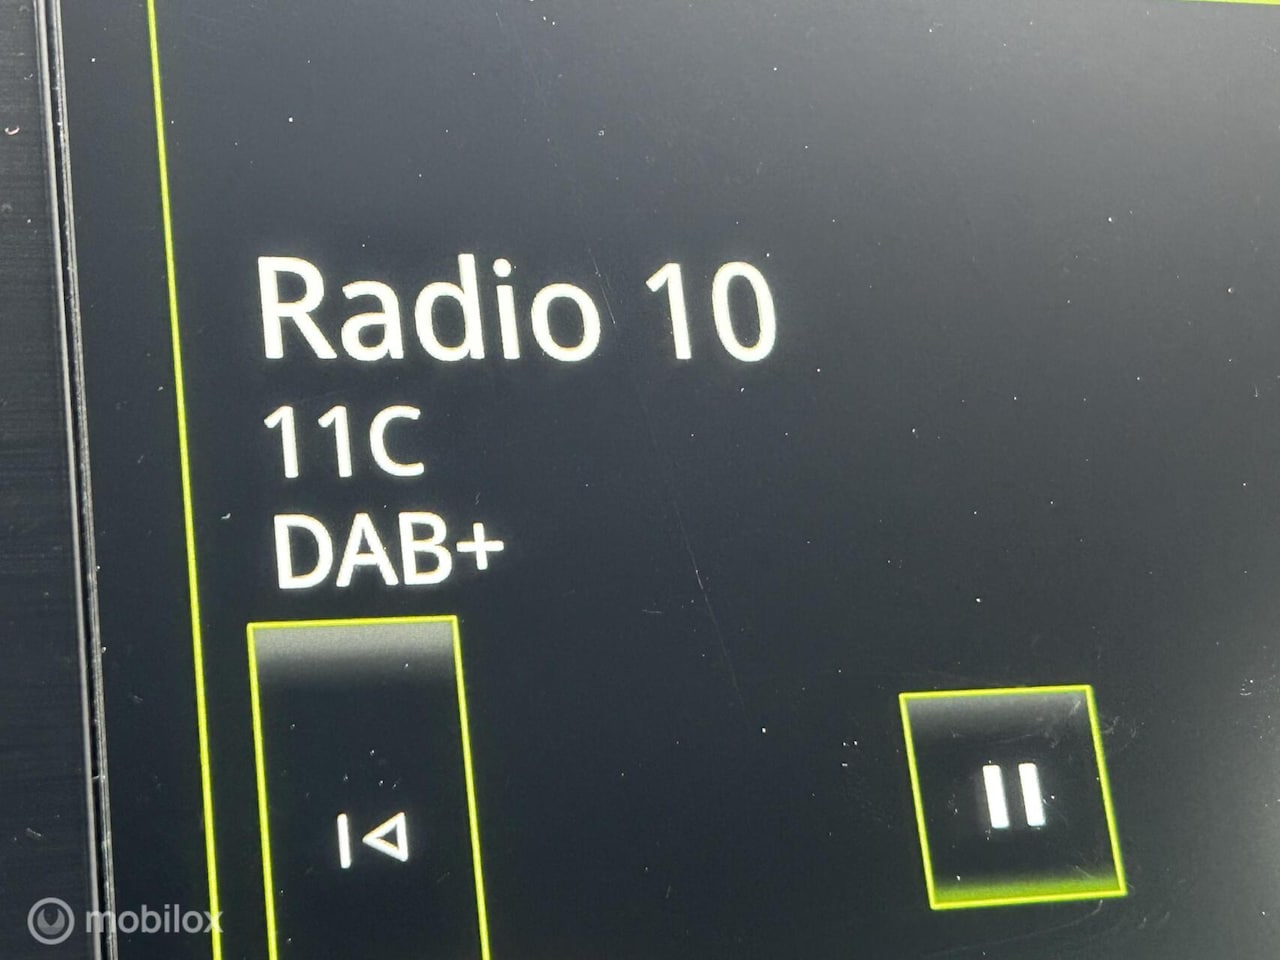 Radio 10
11C
DAB+
mobilox